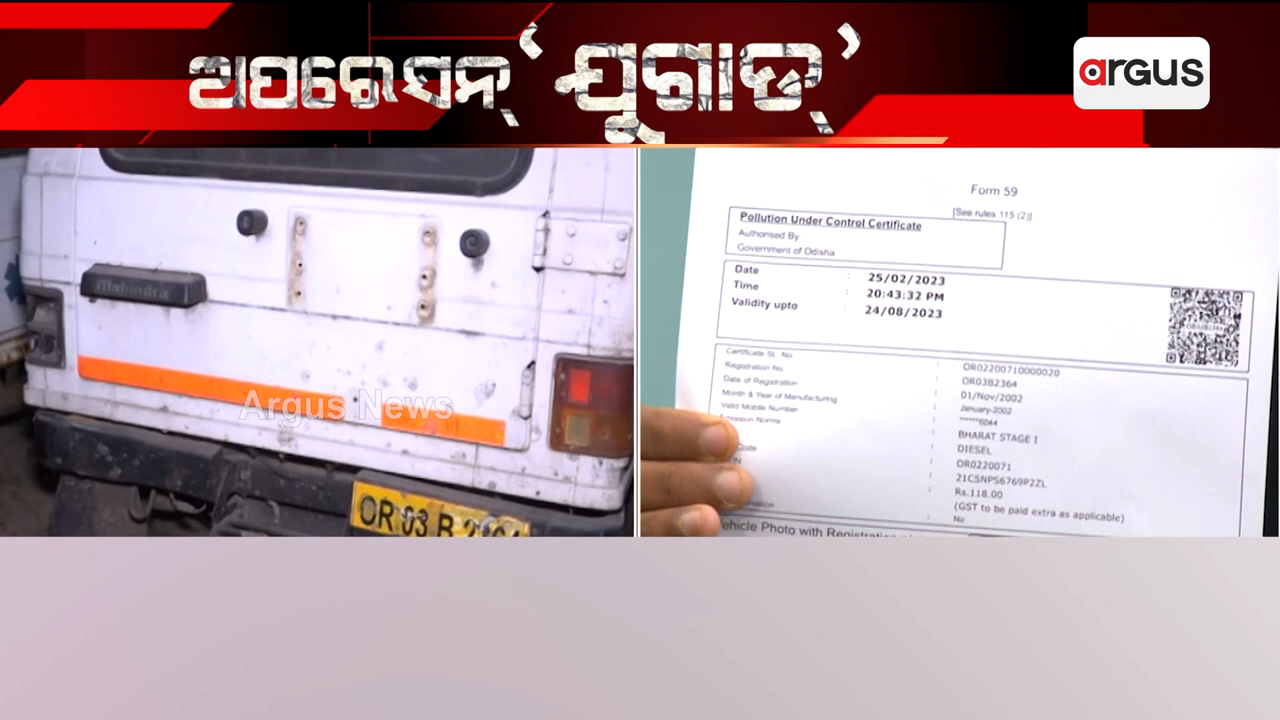 ଅପରେସନ୍ ‘ଯୁଗାଡ଼୍’
argus
Mahindra
Argus News
OR 03 B
Form 59
[See rules 115 (2)]
Pollution Under Control Certificate
Authorised By
Government of Odisha
Date : 25/02/2023
Time : 20:43:32 PM
Validity upto : 24/08/2023
Certificate SL. No : OR02200710000020
Registration No. : OR03B2364
Date of Registration : 01/Nov/2002
Month & Year of Manufacturing : January-2002
Valid Mobile Number : ******6044
Emission Norms : BHARAT STAGE I
DIESEL
Code : OR0220071
21CSNPS6769P2ZL
Rs.118.00
(GST to be paid extra as applicable)
No
Vehicle Photo with Registration